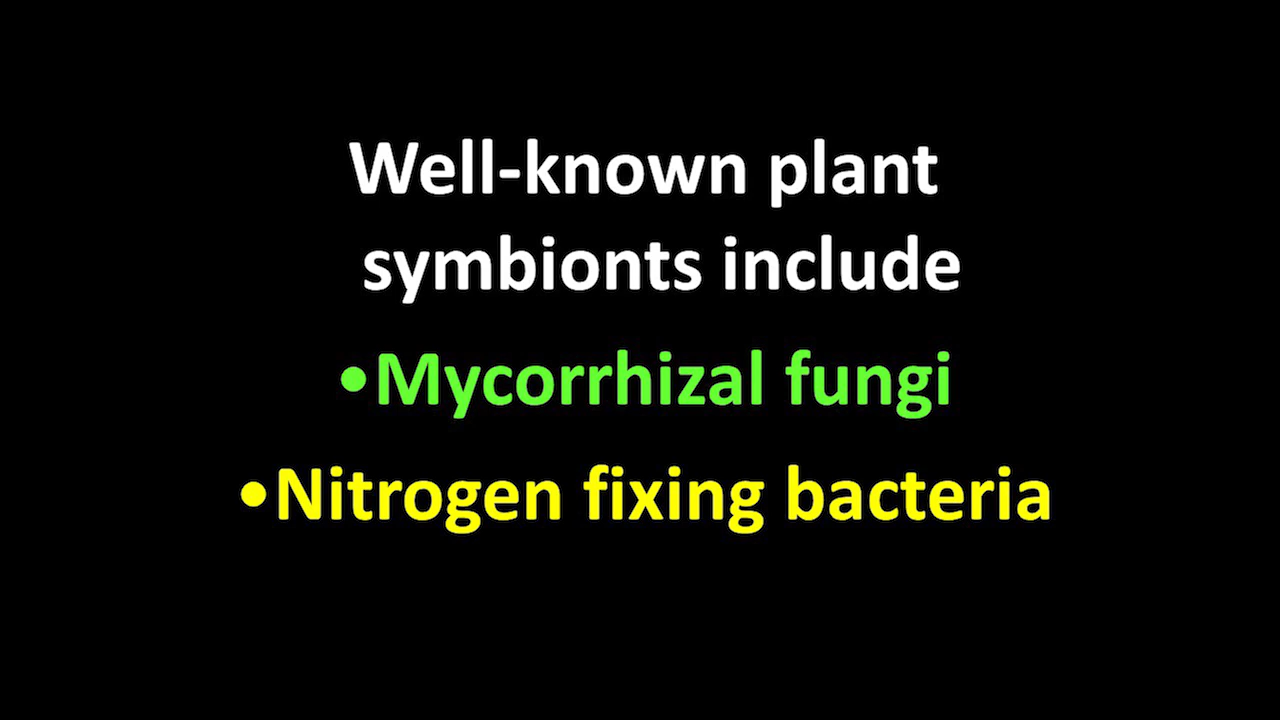 Well-known plant
symbionts include
•Mycorrhizal fungi
•Nitrogen fixing bacteria